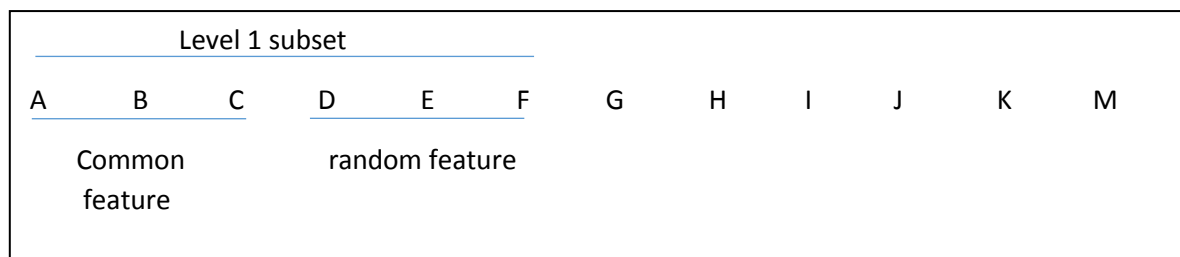 Level 1 subset
A B C D E F G H I J K M
Common random feature
feature